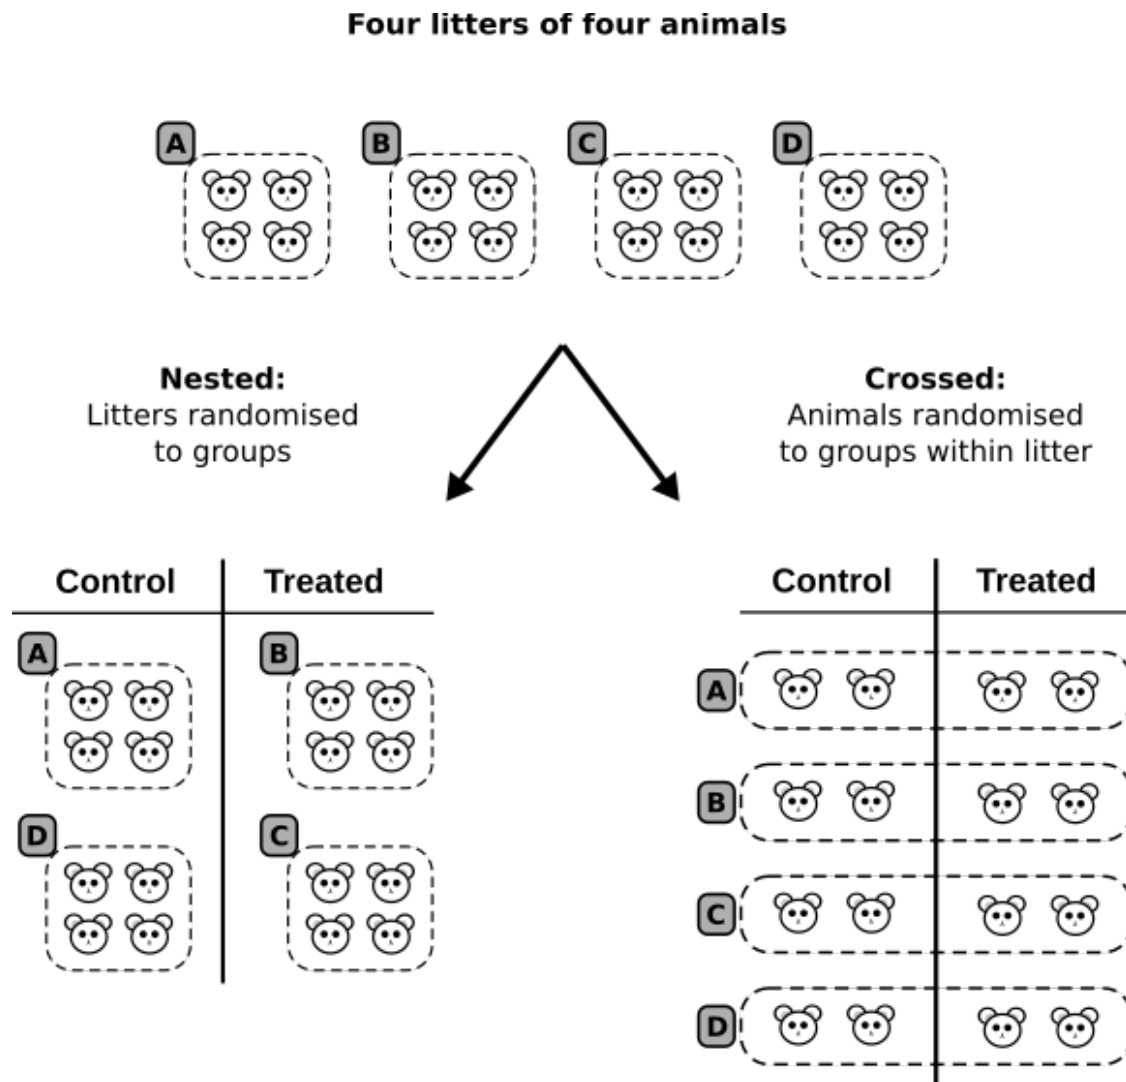 Four litters of four animals
A
B
C
D
Nested:
Litters randomised
to groups
Crossed:
Animals randomised
to groups within litter
Control
Treated
A
B
D
C
Control
Treated
A
B
C
D